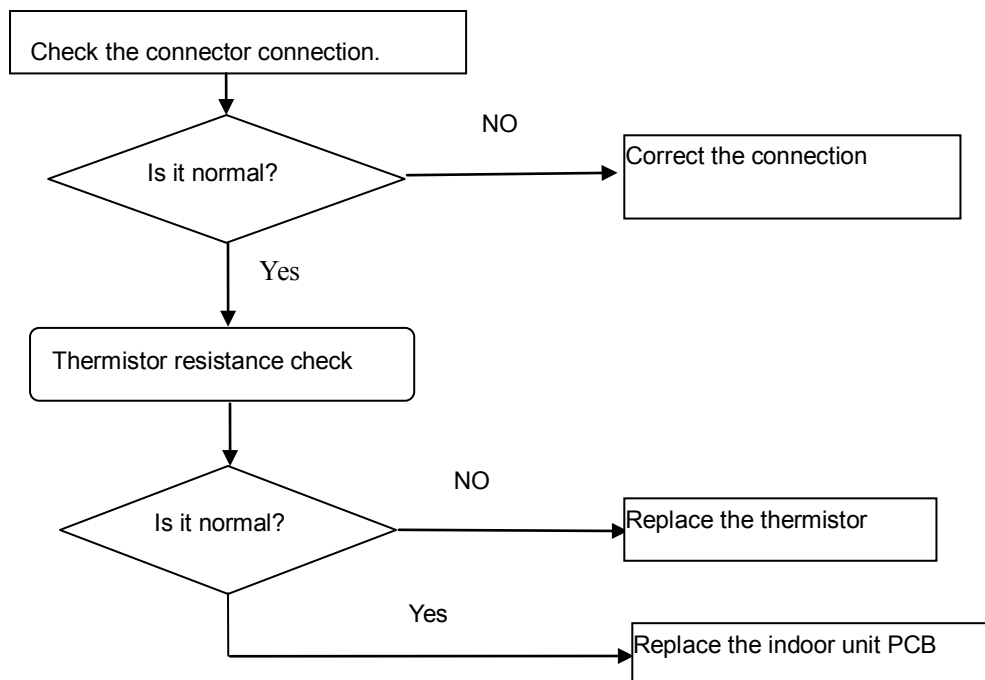 Check the connector connection.
NO
Is it normal?
Correct the connection
Yes
Thermistor resistance check
NO
Is it normal?
Replace the thermistor
Yes
Replace the indoor unit PCB